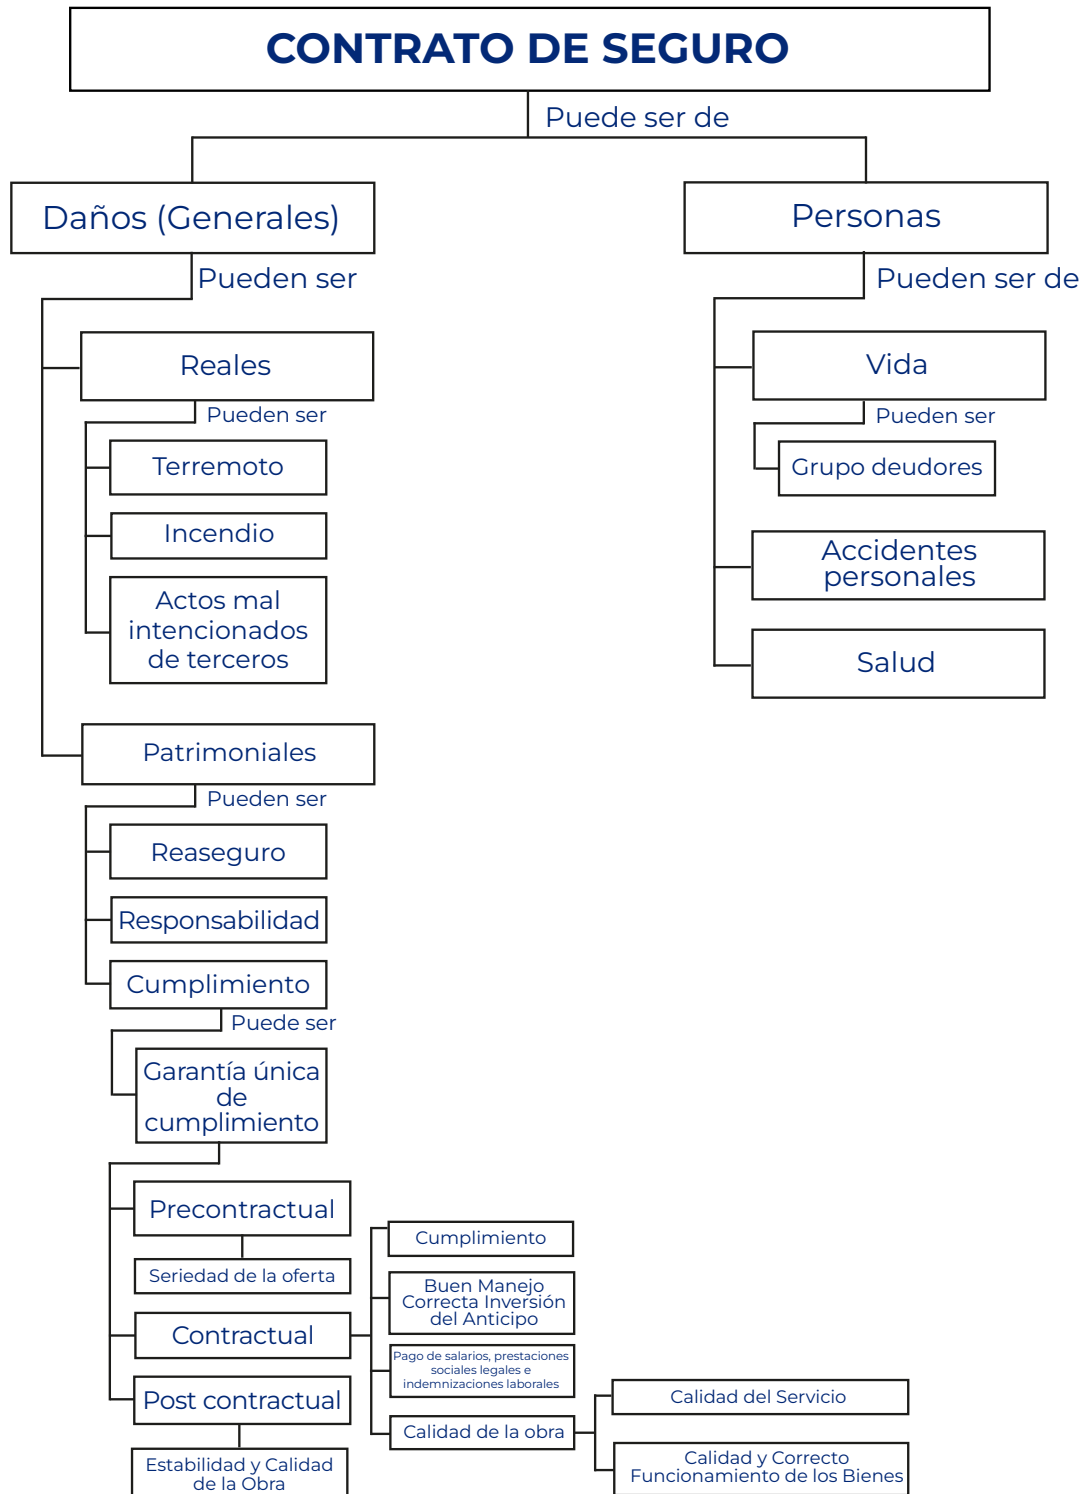 CONTRATO DE SEGURO
Puede ser de
Daños (Generales)
Personas
Pueden ser
Pueden ser de
Reales
Pueden ser
Terremoto
Incendio
Actos mal
intencionados
de terceros
Vida
Pueden ser
Grupo deudores
Accidentes
personales
Salud
Patrimoniales
Pueden ser
Reaseguro
Responsabilidad
Cumplimiento
Puede ser
Garantía única
de
cumplimiento
Precontractual
Seriedad de la oferta
Contractual
Cumplimiento
Buen Manejo
Correcta Inversión
del Anticipo
Pago de salarios, prestaciones
sociales legales e
indemnizaciones laborales
Calidad de la obra
Calidad del Servicio
Calidad y Correcto
Funcionamiento de los Bienes
Post contractual
Estabilidad y Calidad
de la Obra